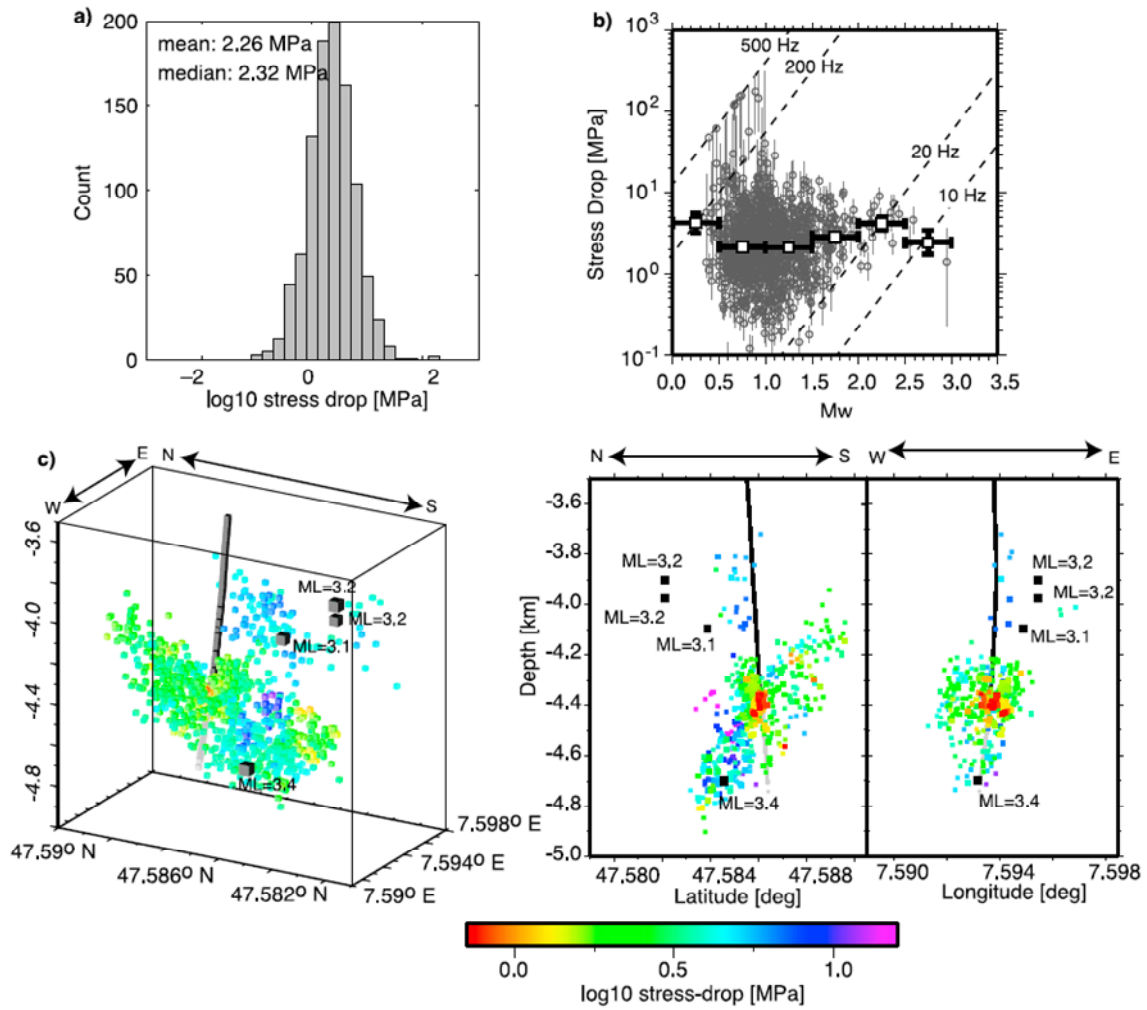 a)
mean: 2.26 MPa
median: 2.32 MPa
200
150
100
50
0
Count
−2
0
2
log10 stress drop [MPa]
b)
10^3
10^2
10^1
10^0
10^-1
Stress Drop [MPa]
500 Hz
200 Hz
20 Hz
10 Hz
0.0 0.5 1.0 1.5 2.0 2.5 3.0 3.5
Mw
c)
E
N
W
S
-3.6
-4.0
-4.4
-4.8
ML=3.2
ML=3,2
ML=3.1
ML=3.4
47.59o N
47.586o N
47.582o N
7.59o E
7.594o E
7.598o E
N
S
W
E
-3.6
-3.8
-4.0
-4.2
-4.4
-4.6
-4.8
-5.0
Depth [km]
ML=3,2
ML=3.2
ML=3.1
ML=3.4
ML=3,2
ML=3,2
ML=3.1
ML=3.4
47.580 47.584 47.588
Latitude [deg]
7.590 7.594 7.598
Longitude [deg]
0.0 0.5 1.0
log10 stress-drop [MPa]